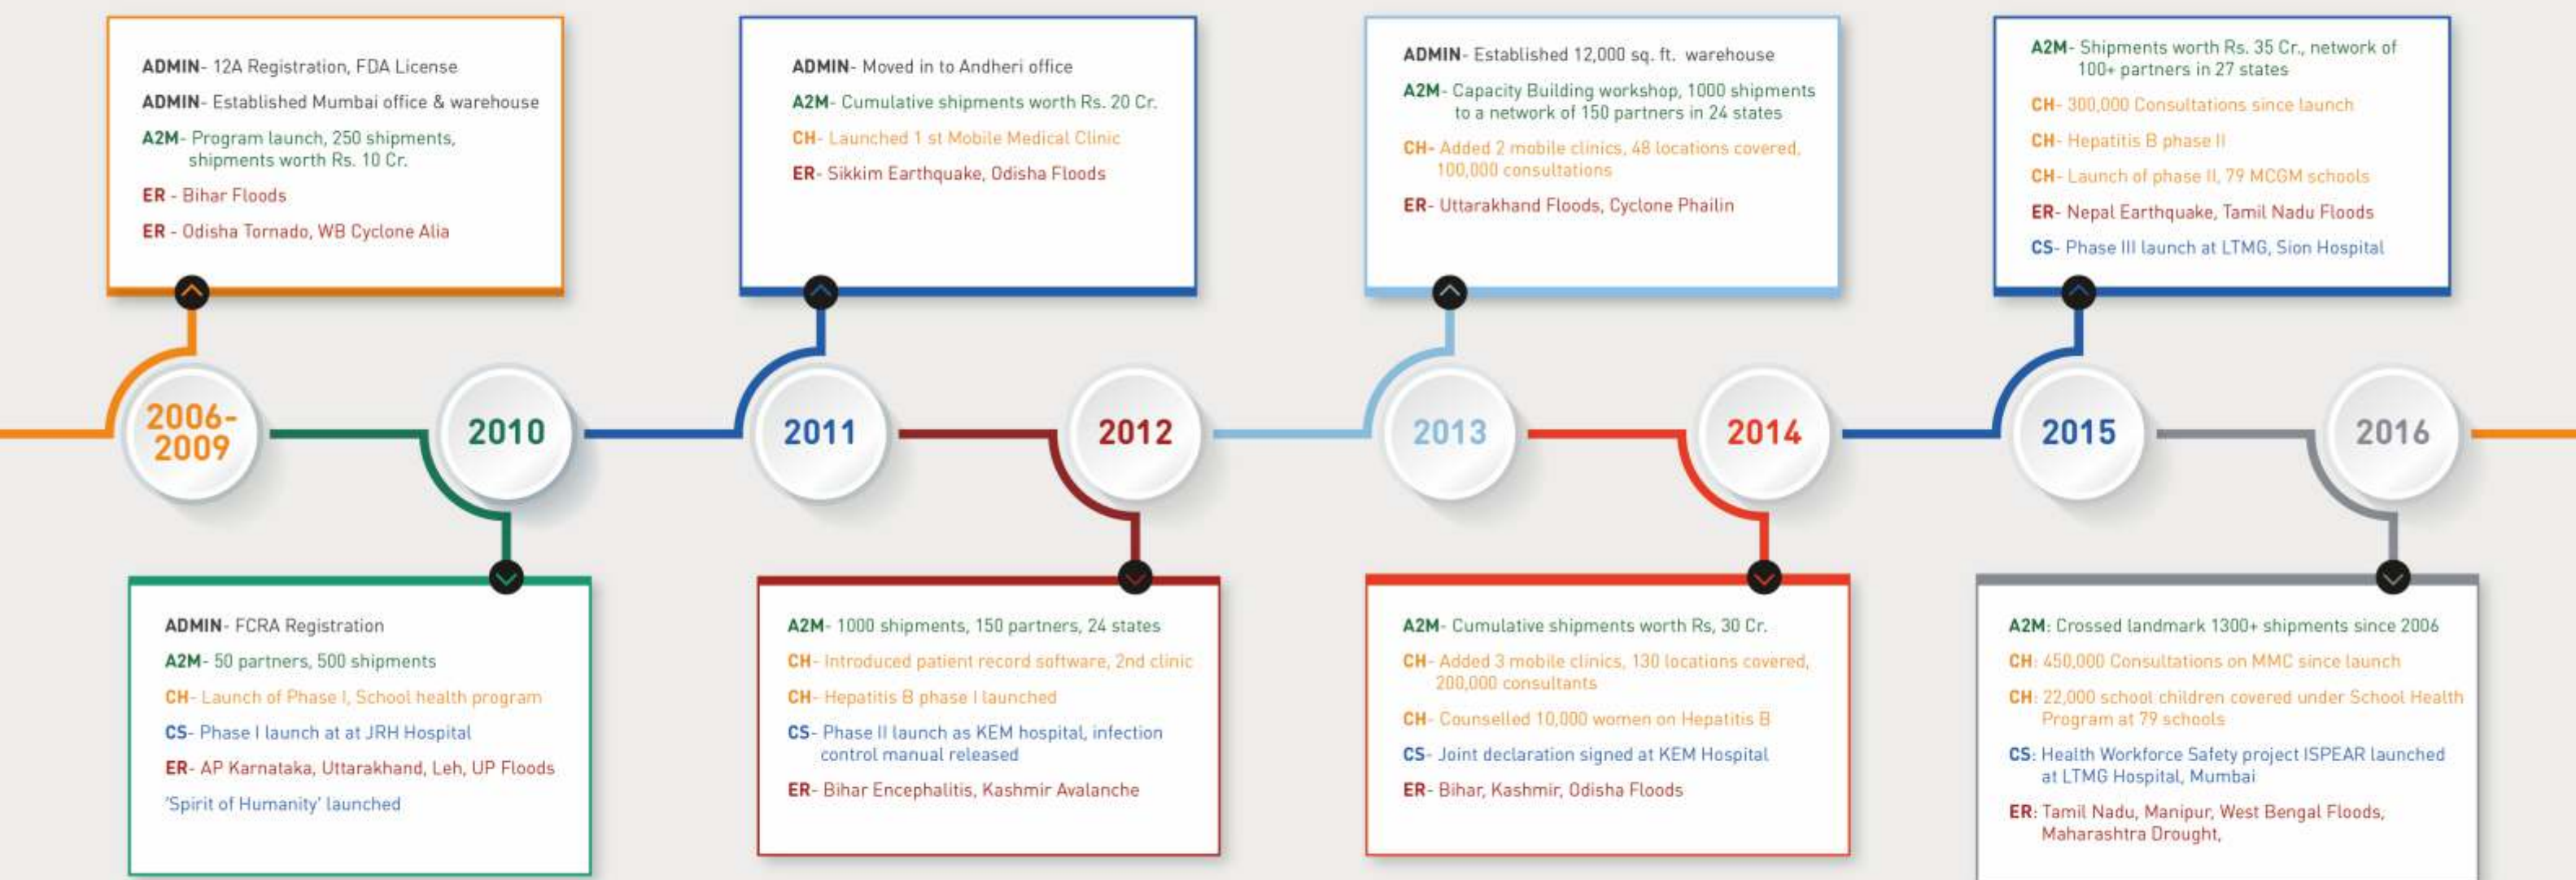 ADMIN- 12A Registration, FDA License
ADMIN- Established Mumbai office & warehouse
A2M- Program launch, 250 shipments,
shipments worth Rs. 10 Cr.
ER - Bihar Floods
ER - Odisha Tornado, WB Cyclone Alia
2006-
2009
ADMIN- FCRA Registration
A2M- 50 partners, 500 shipments
CH- Launch of Phase I, School health program
CS- Phase I launch at at JRH Hospital
ER- AP Karnataka, Uttarakhand, Leh, UP Floods
'Spirit of Humanity' launched
2010
ADMIN- Moved in to Andheri office
A2M- Cumulative shipments worth Rs. 20 Cr.
CH- Launched 1 st Mobile Medical Clinic
ER- Sikkim Earthquake, Odisha Floods
2011
A2M- 1000 shipments, 150 partners, 24 states
CH- Introduced patient record software, 2nd clinic
CH- Hepatitis B phase I launched
CS- Phase II launch as KEM hospital, infection
control manual released
ER- Bihar Encephalitis, Kashmir Avalanche
2012
ADMIN- Established 12,000 sq. ft. warehouse
A2M- Capacity Building workshop, 1000 shipments
to a network of 150 partners in 24 states
CH- Added 2 mobile clinics, 48 locations covered,
100,000 consultations
ER- Uttarakhand Floods, Cyclone Phailin
2013
A2M- Cumulative shipments worth Rs, 30 Cr.
CH- Added 3 mobile clinics, 130 locations covered,
200,000 consultants
CH- Counselled 10,000 women on Hepatitis B
CS- Joint declaration signed at KEM Hospital
ER- Bihar, Kashmir, Odisha Floods
2014
A2M- Shipments worth Rs. 35 Cr., network of
100+ partners in 27 states
CH- 300,000 Consultations since launch
CH- Hepatitis B phase II
CH- Launch of phase II, 79 MCGM schools
ER- Nepal Earthquake, Tamil Nadu Floods
CS- Phase III launch at LTMG, Sion Hospital
2015
A2M: Crossed landmark 1300+ shipments since 2006
CH: 450,000 Consultations on MMC since launch
CH: 22,000 school children covered under School Health
Program at 79 schools
CS: Health Workforce Safety project ISPEAR launched
at LTMG Hospital, Mumbai
ER: Tamil Nadu, Manipur, West Bengal Floods,
Maharashtra Drought,
2016